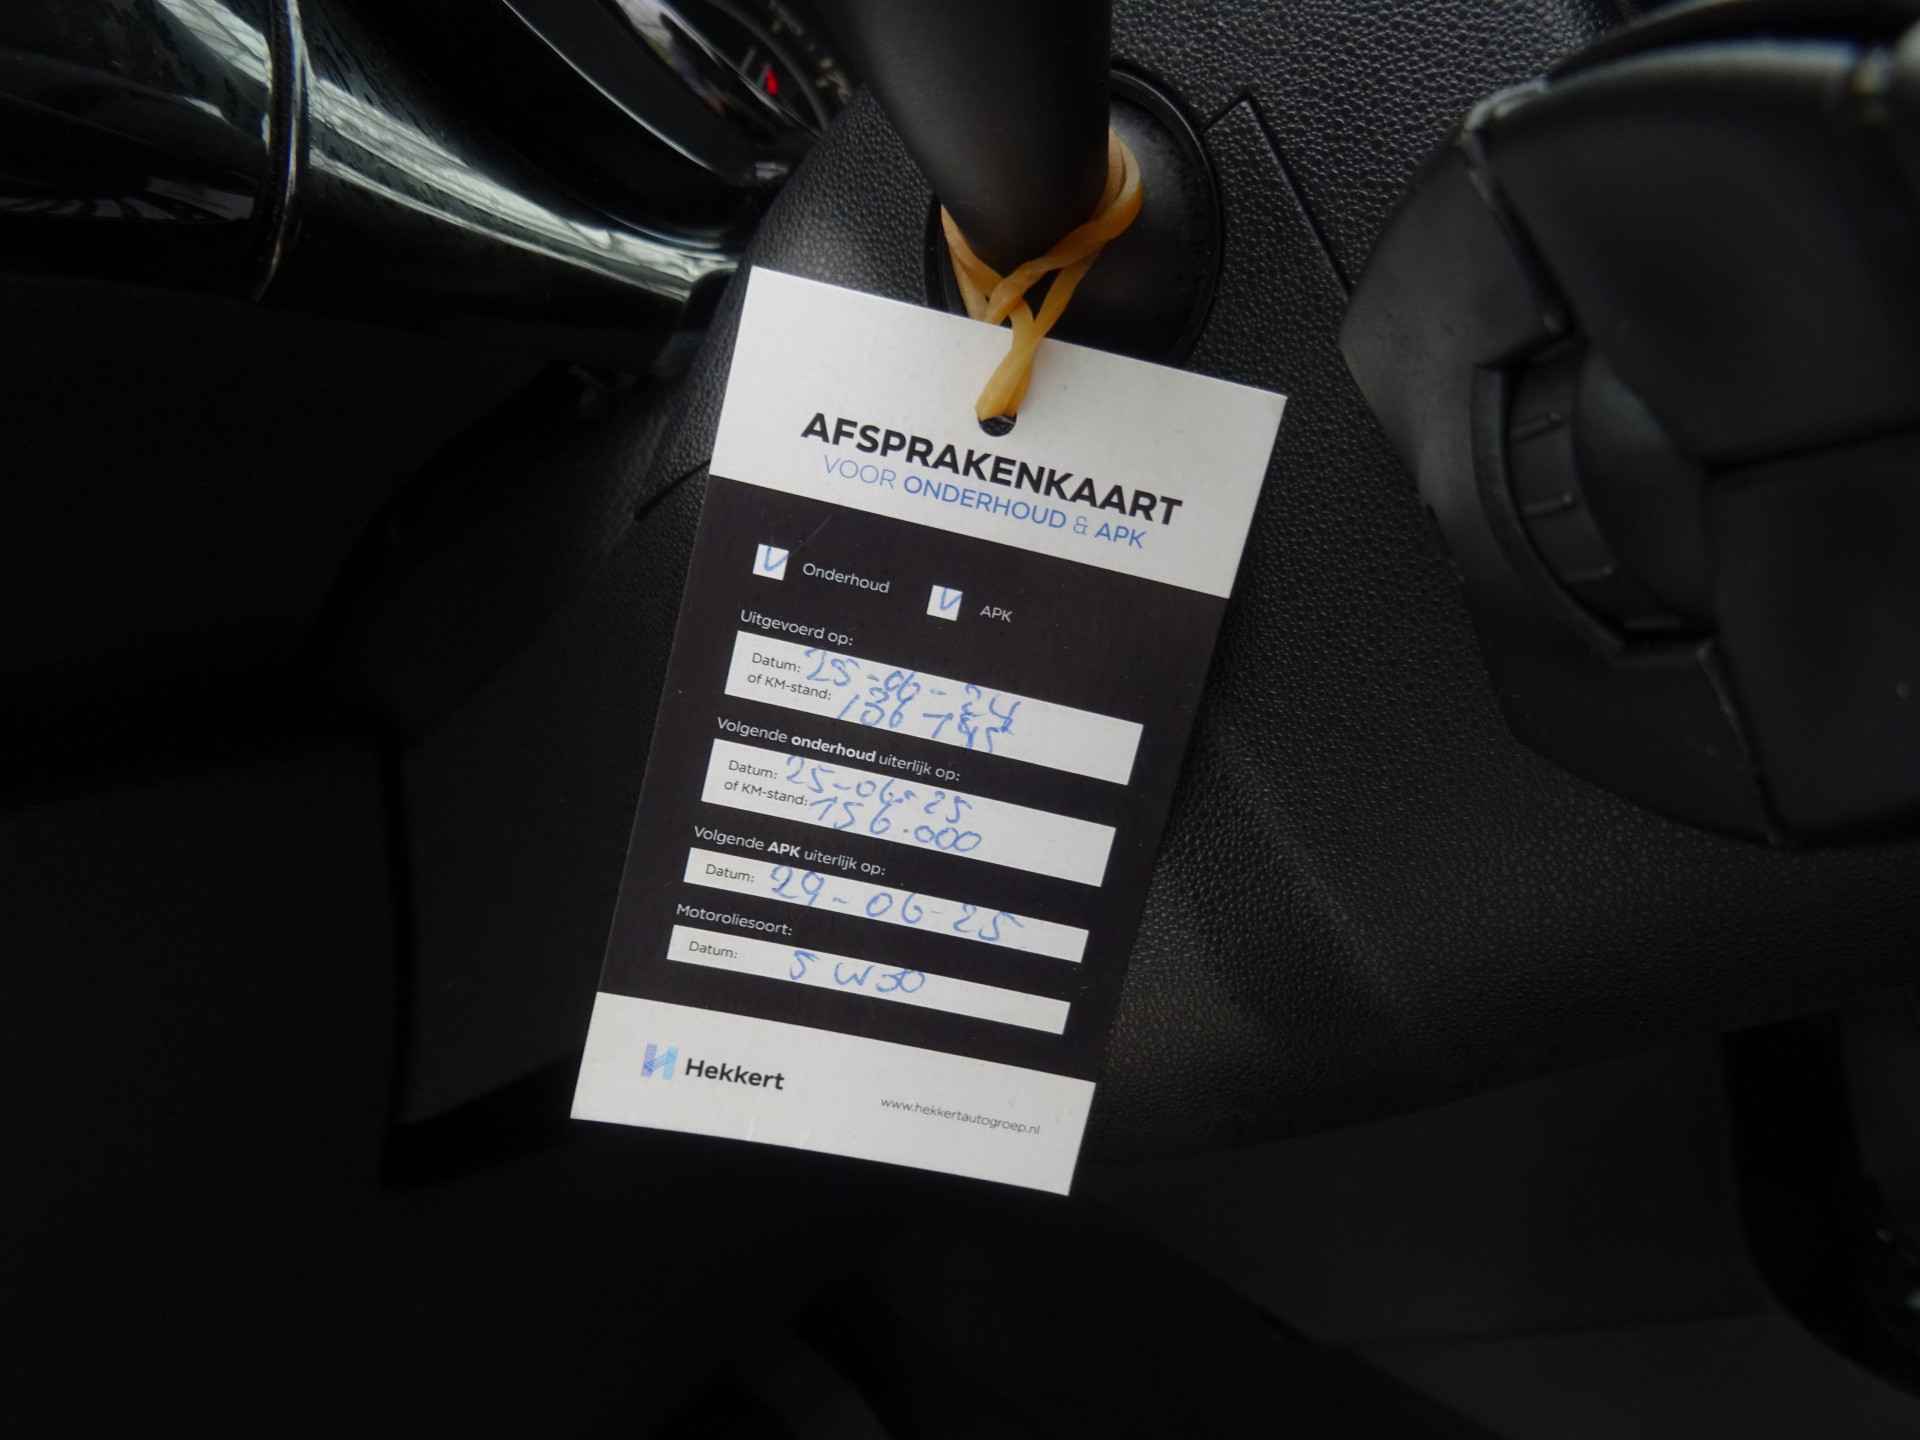 AFSPRAKENKAART
VOOR ONDERHOUD & APK
V Onderhoud V APK
Uitgevoerd op:
Datum: 25-06-24
of KM-stand:
Volgende onderhoud uiterlijk op:
Datum: 25-06-25
of KM-stand: 156.000
Volgende APK uiterlijk op:
Datum: 29-06-25
Motoroliesoort:
Datum: 5W30
Hekkert
www.hekkertautogroep.nl